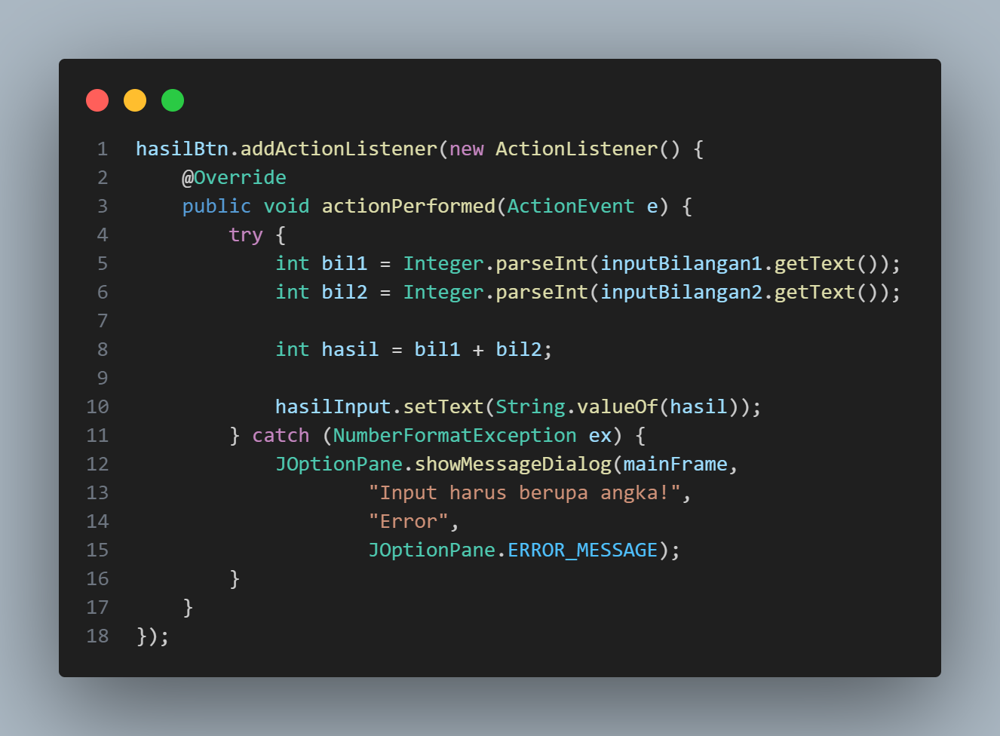 1 hasilBtn.addActionListener(new ActionListener() {
2     @Override
3     public void actionPerformed(ActionEvent e) {
4         try {
5             int bil1 = Integer.parseInt(inputBilangan1.getText());
6             int bil2 = Integer.parseInt(inputBilangan2.getText());
7
8             int hasil = bil1 + bil2;
9
10             hasilInput.setText(String.valueOf(hasil));
11         } catch (NumberFormatException ex) {
12             JOptionPane.showMessageDialog(mainFrame,
13                     "Input harus berupa angka!",
14                     "Error",
15                     JOptionPane.ERROR_MESSAGE);
16         }
17     }
18 });